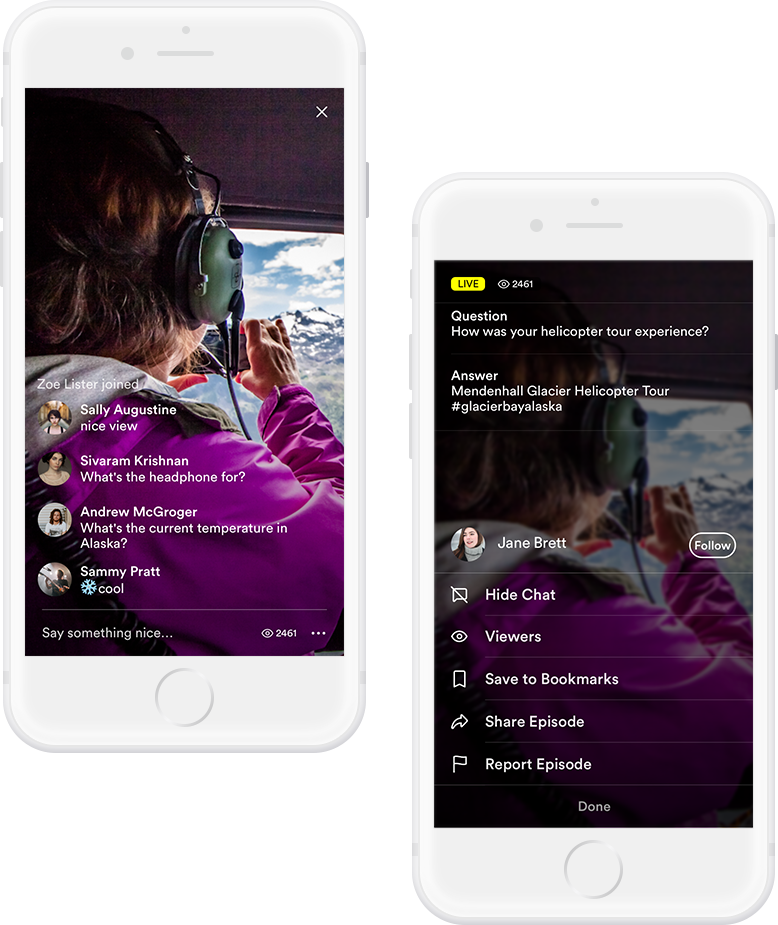 Zoe Lister joined
Sally Augustine
nice view
Sivaram Krishnan
What's the headphone for?
Andrew McGroger
What's the current temperature in
Alaska?
Sammy Pratt
❄️cool
Say something nice...
2461
LIVE
2461
Question
How was your helicopter tour experience?
Answer
Mendenhall Glacier Helicopter Tour
#glacierbayalaska
Jane Brett
Follow
Hide Chat
Viewers
Save to Bookmarks
Share Episode
Report Episode
Done